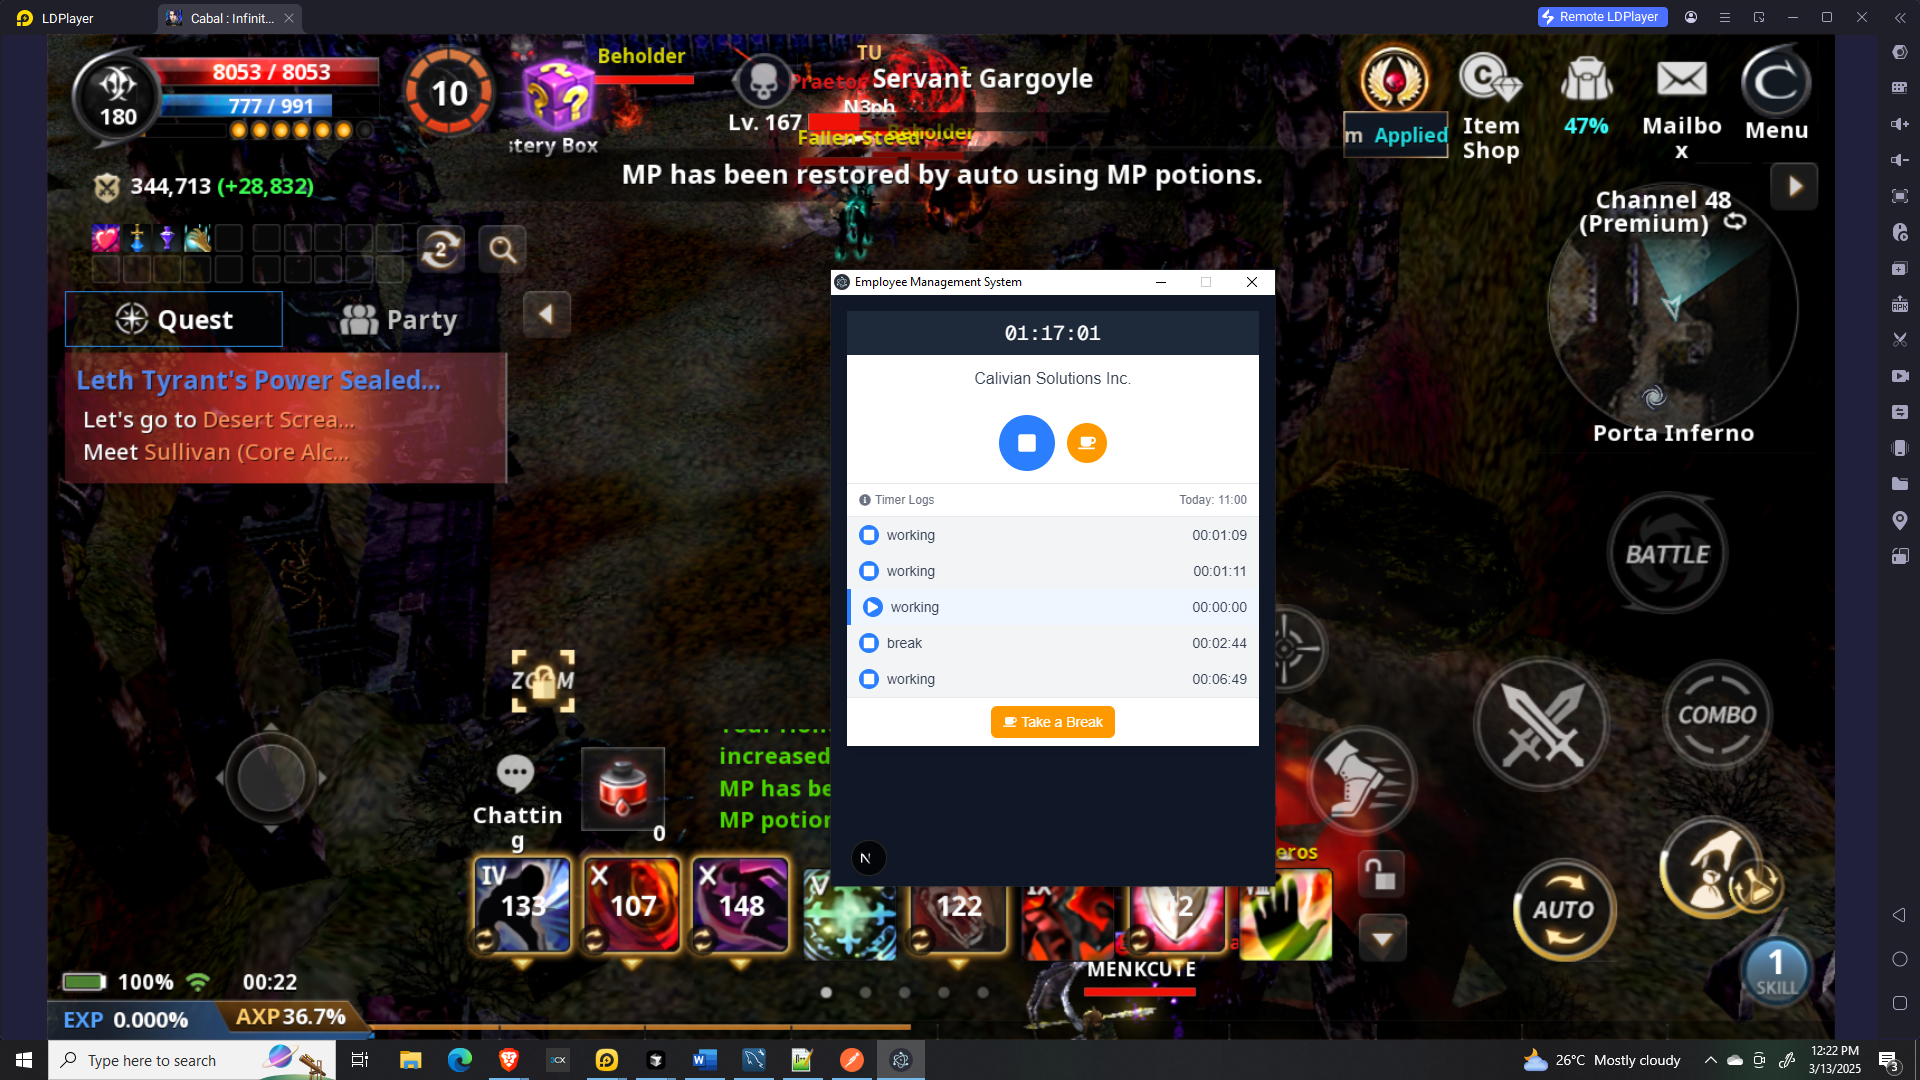 LDPlayer
Cabal : Infinit...
Remote LDPlayer
8053 / 8053
777 / 991
180
10
stery Box
Beholder
TU
Praetor
Servant Gargoyle
N3ph
Lv. 167
Beholder
Fallen Steed
MP has been restored by auto using MP potions.
m Applied
Item
Shop
47%
Mailbo
x
Menu
344,713 (+28,832)
2
Channel 48
(Premium)
Porta Inferno
Quest
Party
Leth Tyrant's Power Sealed...
Let's go to Desert Screa...
Meet Sullivan (Core Alc...
Employee Management System
01:17:01
Calivian Solutions Inc.
Timer Logs
Today: 11:00
working
00:01:09
working
00:01:11
working
00:00:00
break
00:02:44
working
00:06:49
Take a Break
N
BATTLE
COMBO
ZOOM
Chattin
g
0
increased
MP has be
MP potion
eros
IV
133
X
107
X
148
V
122
IX
VIII
AUTO
1
SKILL
MENKCUTE
100%
00:22
EXP 0.000%
AXP 36.7%
Type here to search
26°C Mostly cloudy
12:22 PM
3/13/2025
3